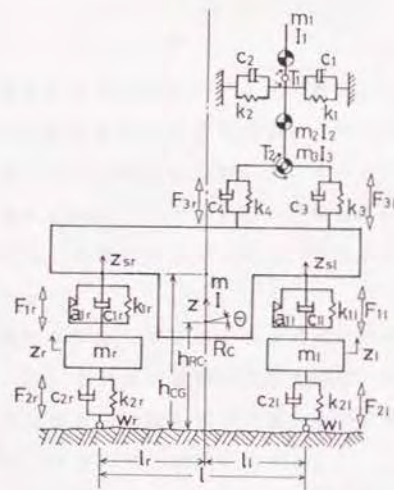 m₁
I₁
c₂ T₁ c₁
k₂ k₁
m₂ I₂
T₂ m₃ I₃
F₃r c₄ k₄ c₃ k₃ F₃l
zsr zsl
m
I
F₁r a₁r c₁r k₁r z θ a₁l c₁l k₁l F₁l
zr mr hRC Rc ml zl
hCG
F₂r c₂r k₂r c₂l k₂l F₂l
wr wl
lr ll
l